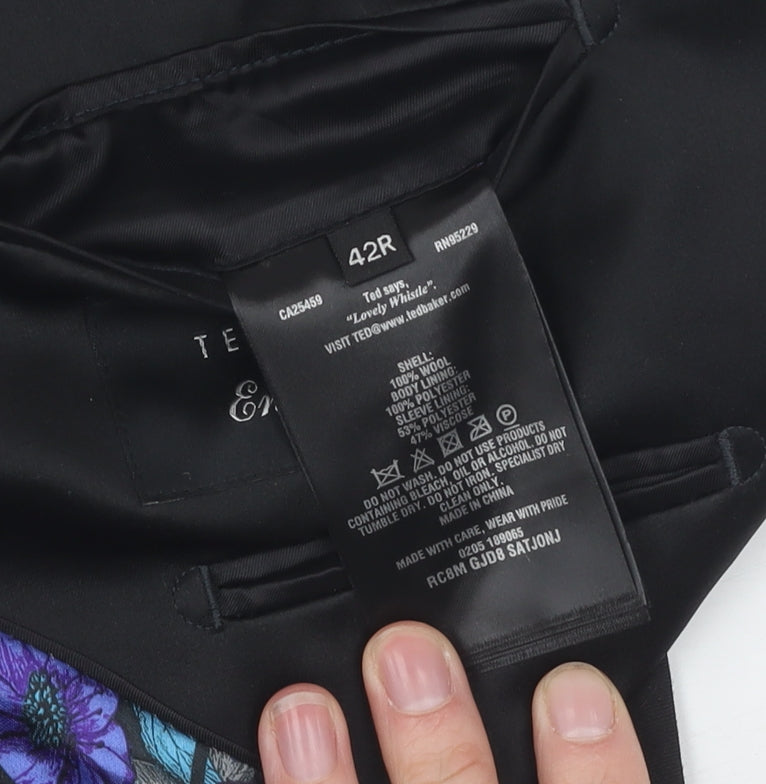 42R
CA25459
RN95229
Ted says,
"Lovely Whistle".
VISIT TED@www.tedbaker.com
TE
En
SHELL:
100% WOOL
BODY LINING:
100% POLYESTER
SLEEVE LINING:
53% POLYESTER
47% VISCOSE
P
DO NOT WASH. DO NOT USE PRODUCTS
CONTAINING BLEACH, OIL OR ALCOHOL. DO NOT
TUMBLE DRY. DO NOT IRON. SPECIALIST DRY
CLEAN ONLY.
MADE IN CHINA
MADE WITH CARE, WEAR WITH PRIDE
0205 189065
RC8M GJD8 SATJONJ